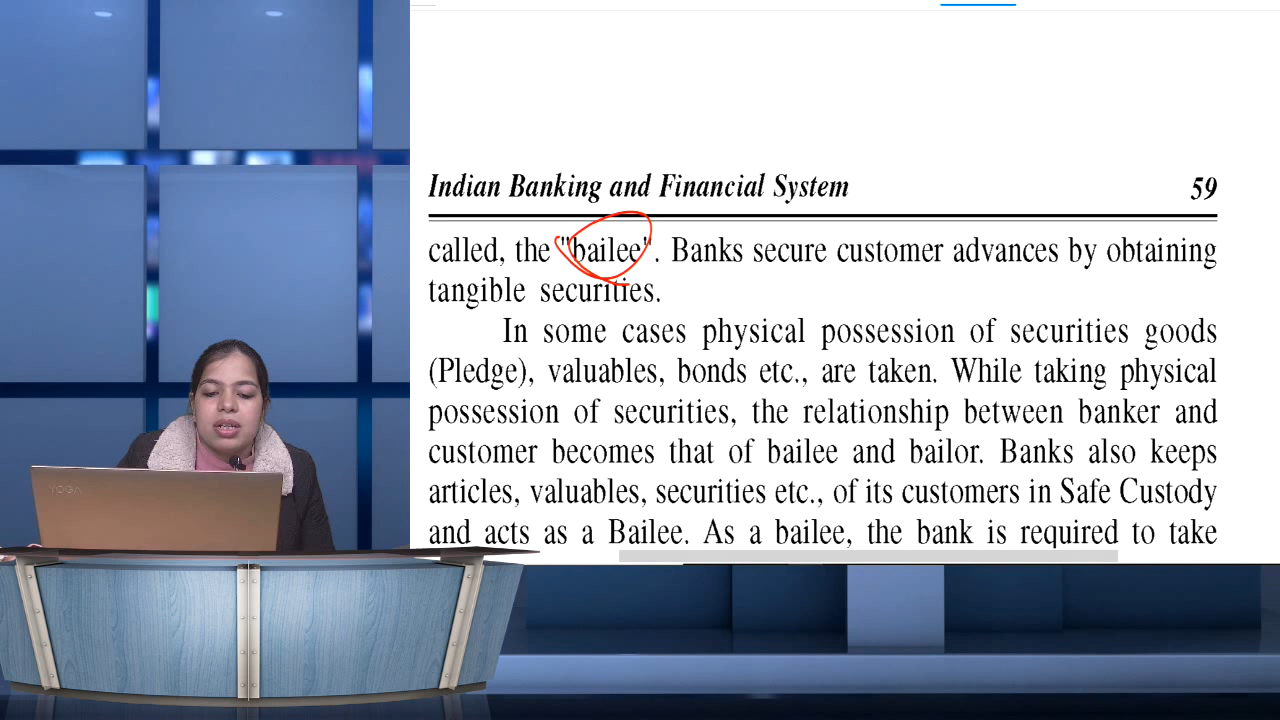 Indian Banking and Financial System 59
called, the "bailee". Banks secure customer advances by obtaining
tangible securities.
In some cases physical possession of securities goods
(Pledge), valuables, bonds etc., are taken. While taking physical
possession of securities, the relationship between banker and
customer becomes that of bailee and bailor. Banks also keeps
articles, valuables, securities etc., of its customers in Safe Custody
and acts as a Bailee. As a bailee, the bank is required to take
YOGA